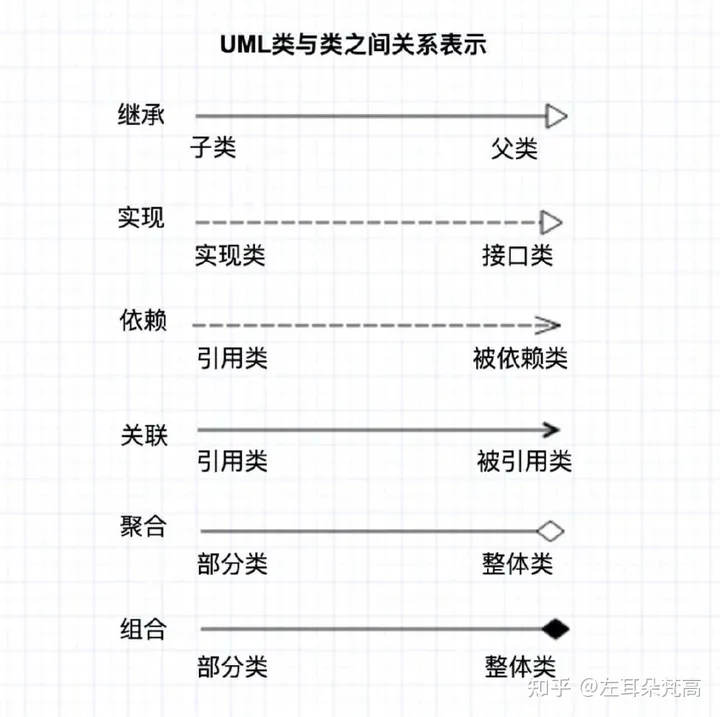 UML类与类之间关系表示
继承
子类 父类
实现
实现类 接口类
依赖
引用类 被依赖类
关联
引用类 被引用类
聚合
部分类 整体类
组合
部分类 整体类
知乎 @左耳朵梵高